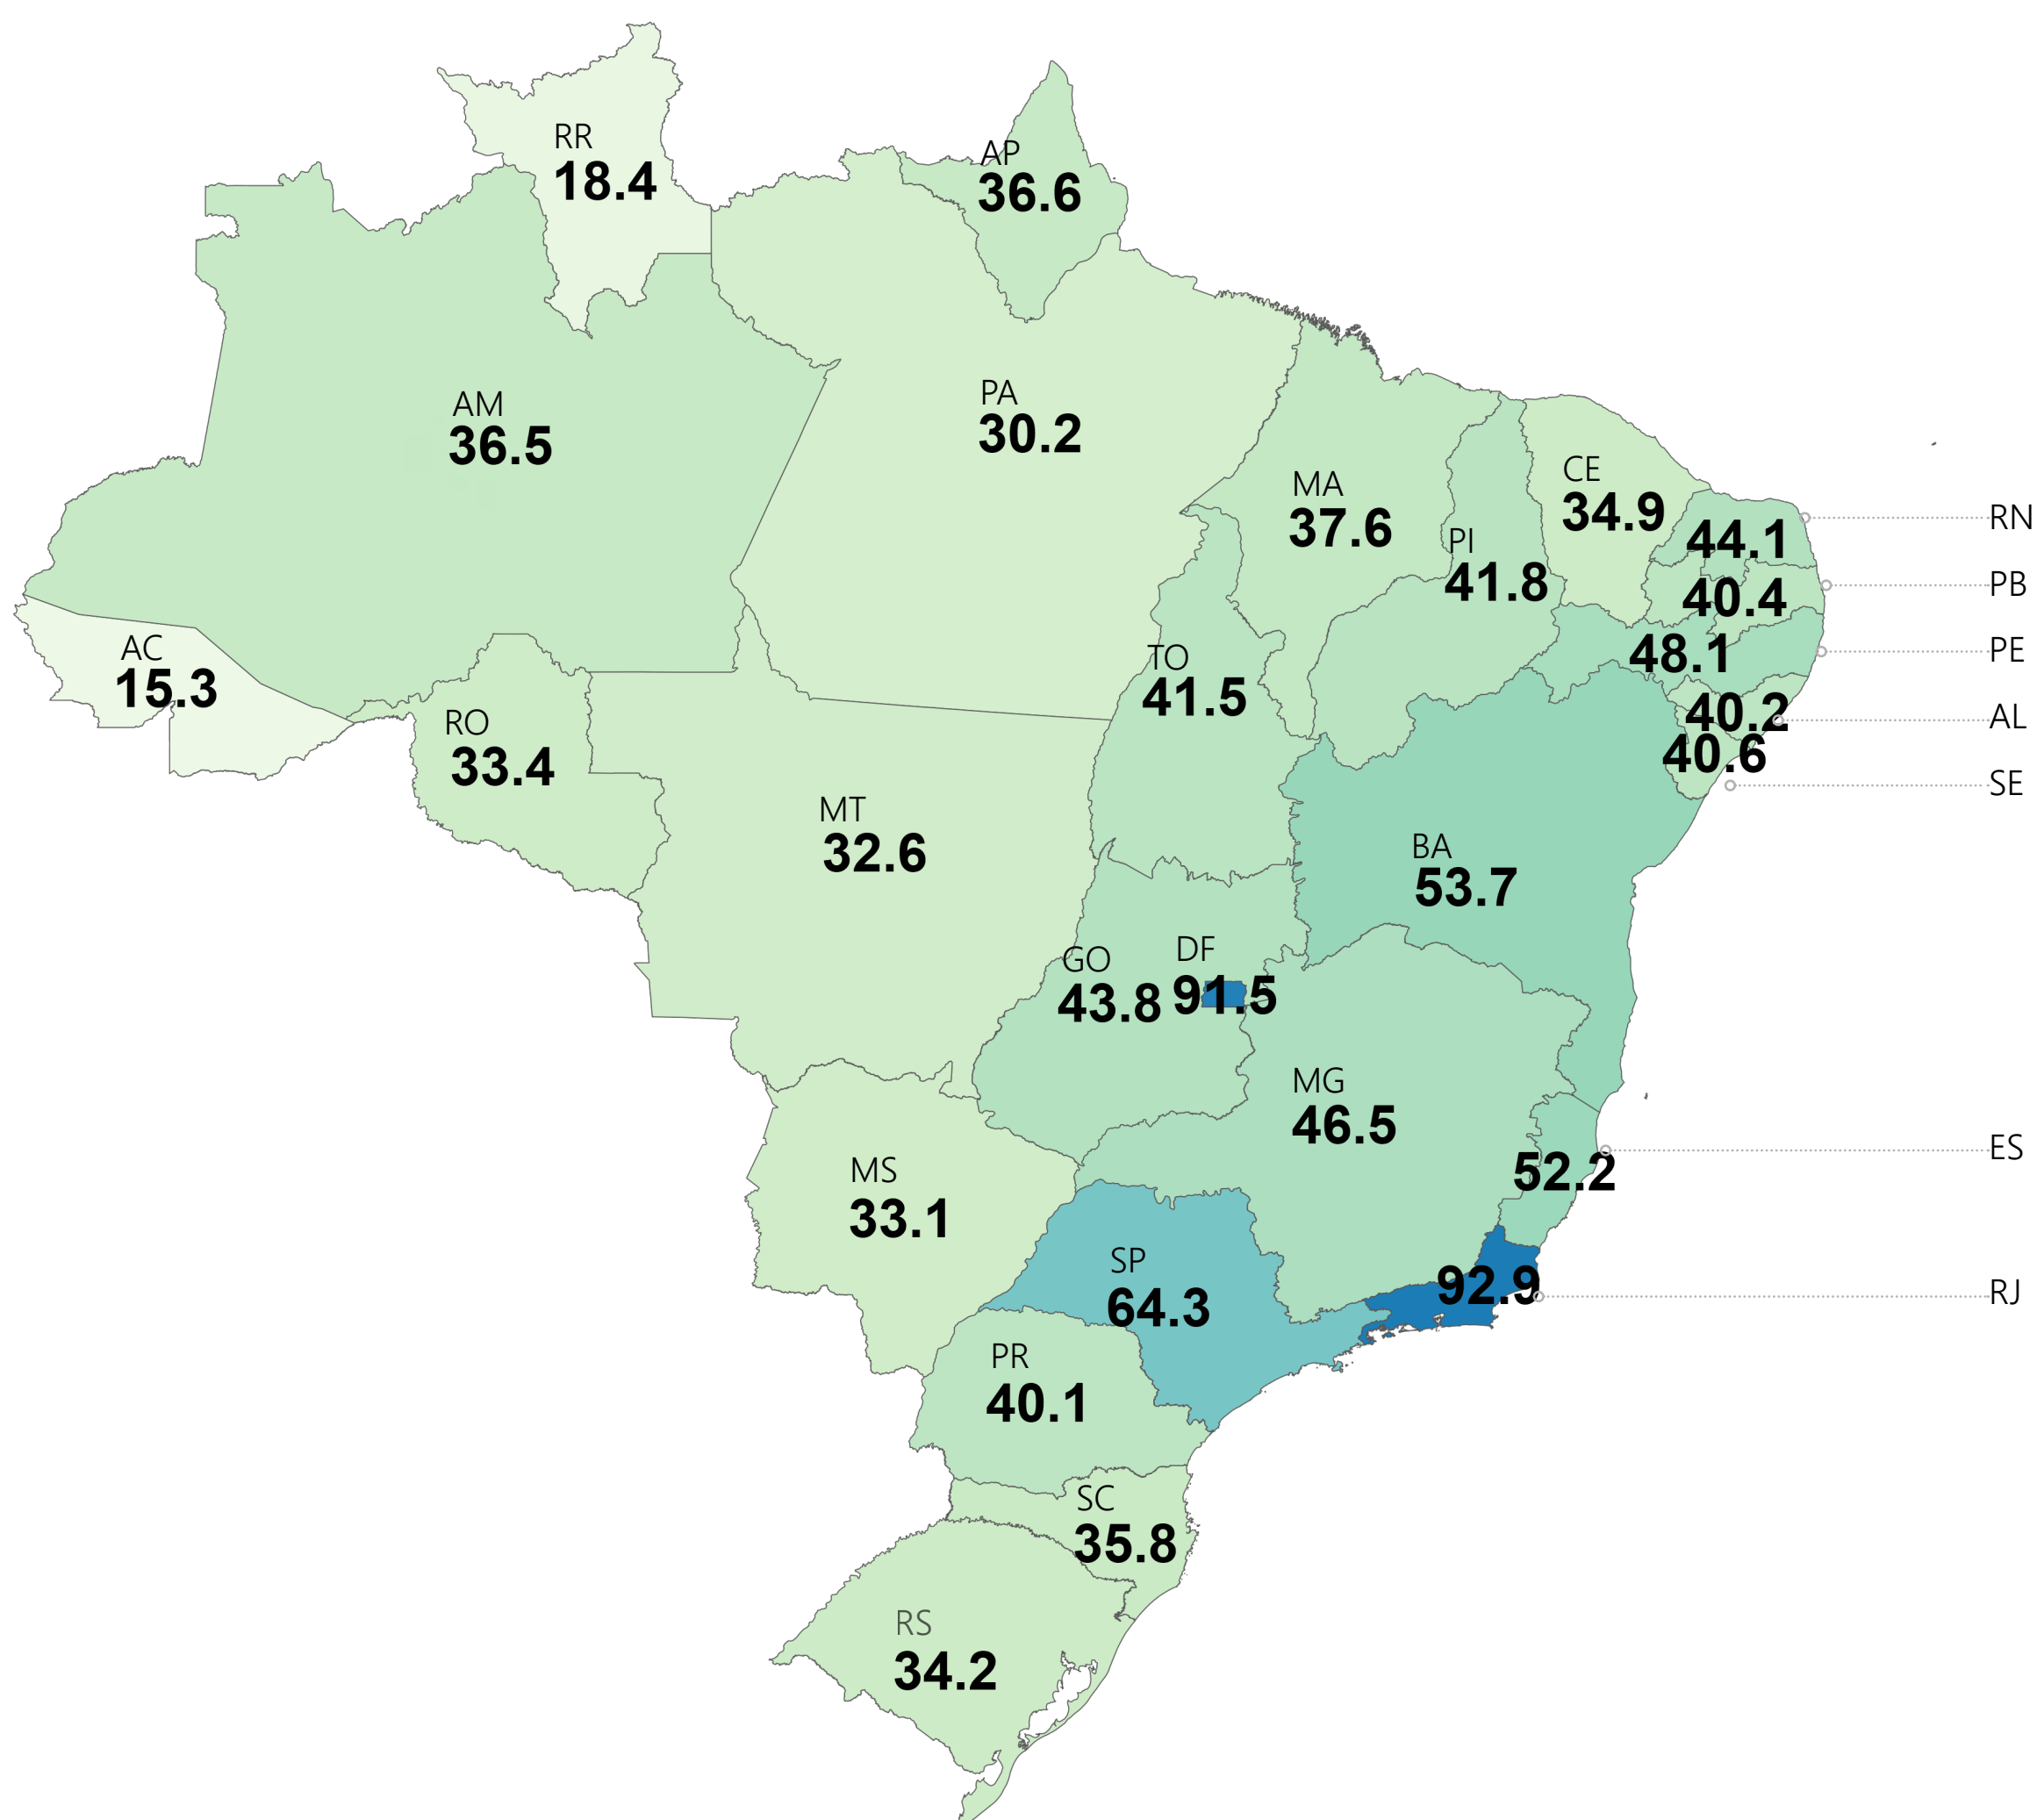 RR
18.4
AP
36.6
AM
36.5
PA
30.2
MA
37.6
CE
34.9
PI
41.8
RN
44.1
PB
40.4
PE
48.1
AL
40.2
SE
40.6
AC
15.3
RO
33.4
TO
41.5
MT
32.6
BA
53.7
GO
43.8
DF
91.5
MG
46.5
ES
52.2
MS
33.1
SP
64.3
RJ
92.9
PR
40.1
SC
35.8
RS
34.2